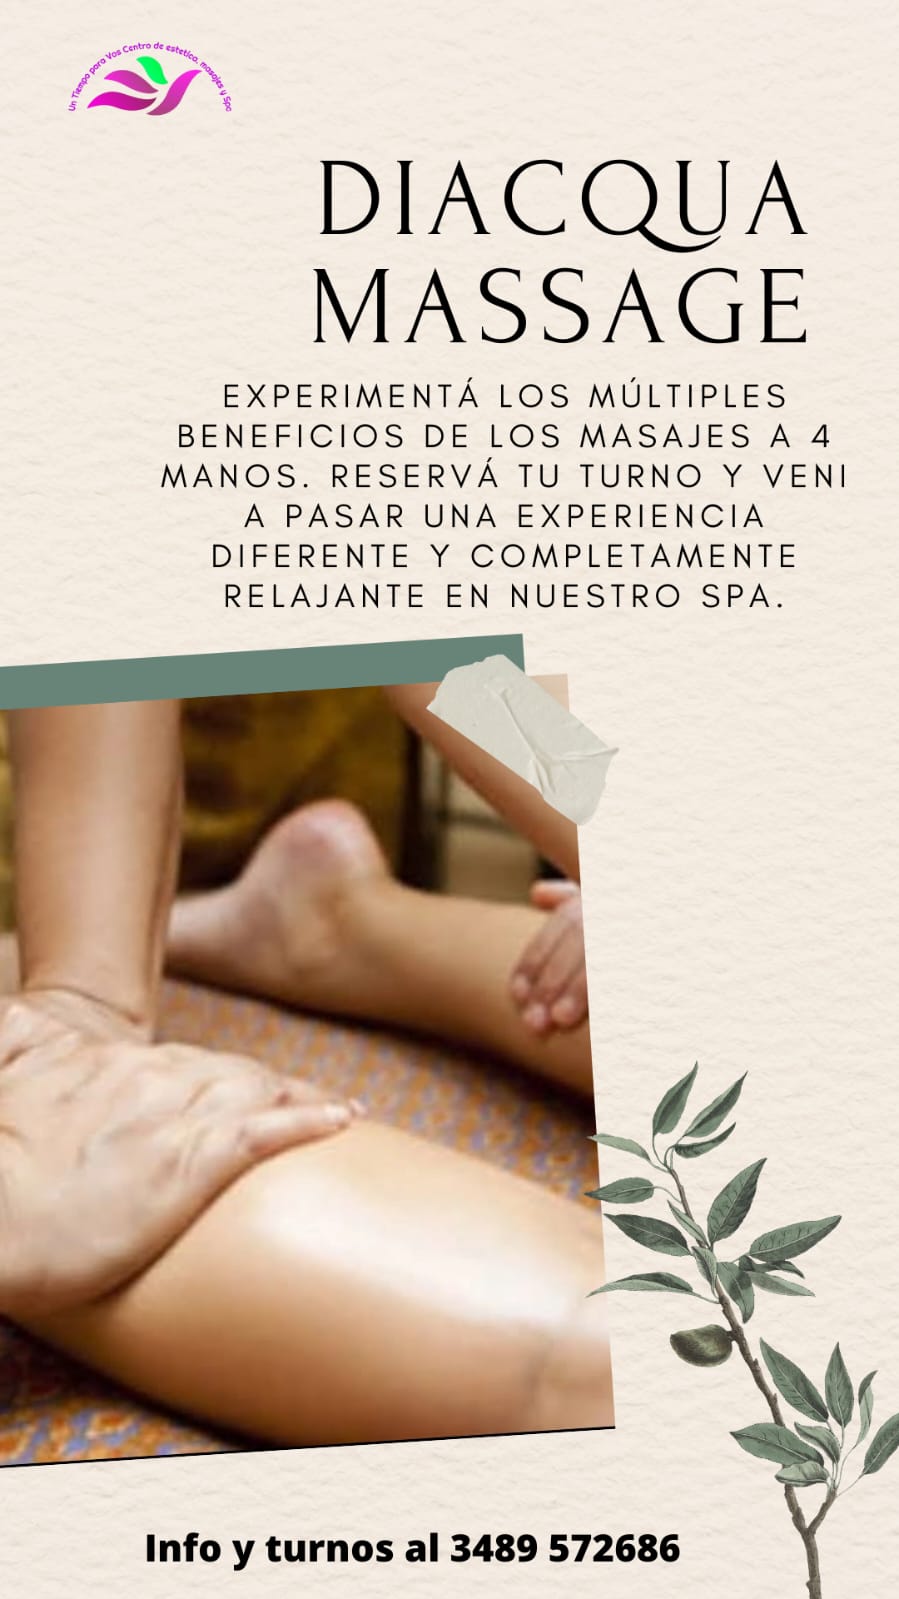 Un Tiempo para Vos Centro de estetica, masajes y Spa
DIACQUA
MASSAGE
EXPERIMENTÁ LOS MÚLTIPLES
BENEFICIOS DE LOS MASAJES A 4
MANOS. RESERVÁ TU TURNO Y VENI
A PASAR UNA EXPERIENCIA
DIFERENTE Y COMPLETAMENTE
RELAJANTE EN NUESTRO SPA.
Info y turnos al 3489 572686